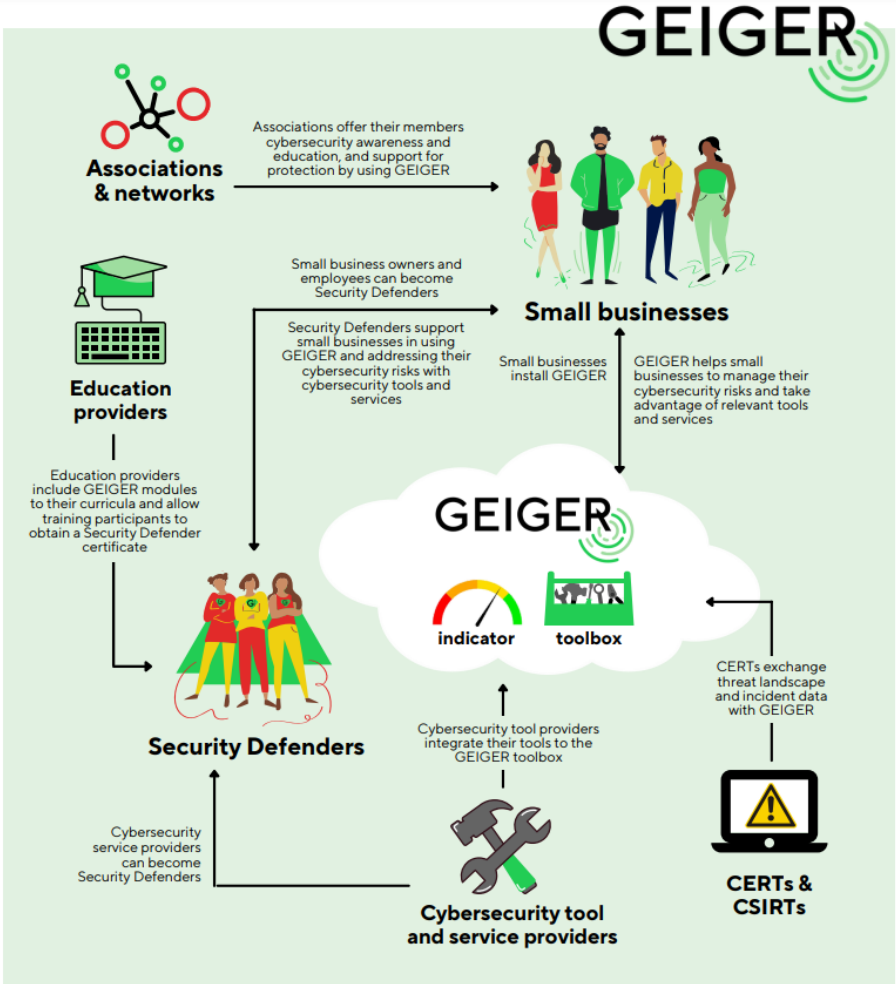 GEIGER
Associations
& networks
Associations offer their members
cybersecurity awareness and
education, and support for
protection by using GEIGER
Small businesses
Small business owners and
employees can become
Security Defenders
Security Defenders support
small businesses in using
GEIGER and addressing their
cybersecurity risks with
cybersecurity tools and
services
Small businesses
install GEIGER
GEIGER helps small
businesses to manage their
cybersecurity risks and take
advantage of relevant tools
and services
Education
providers
Education providers
include GEIGER modules
to their curricula and allow
training participants to
obtain a Security Defender
certificate
GEIGER
indicator
toolbox
Security Defenders
Cybersecurity tool providers
integrate their tools to the
GEIGER toolbox
CERTs exchange
threat landscape
and incident data
with GEIGER
Cybersecurity
service providers
can become
Security Defenders
Cybersecurity tool
and service providers
CERTs &
CSIRTs